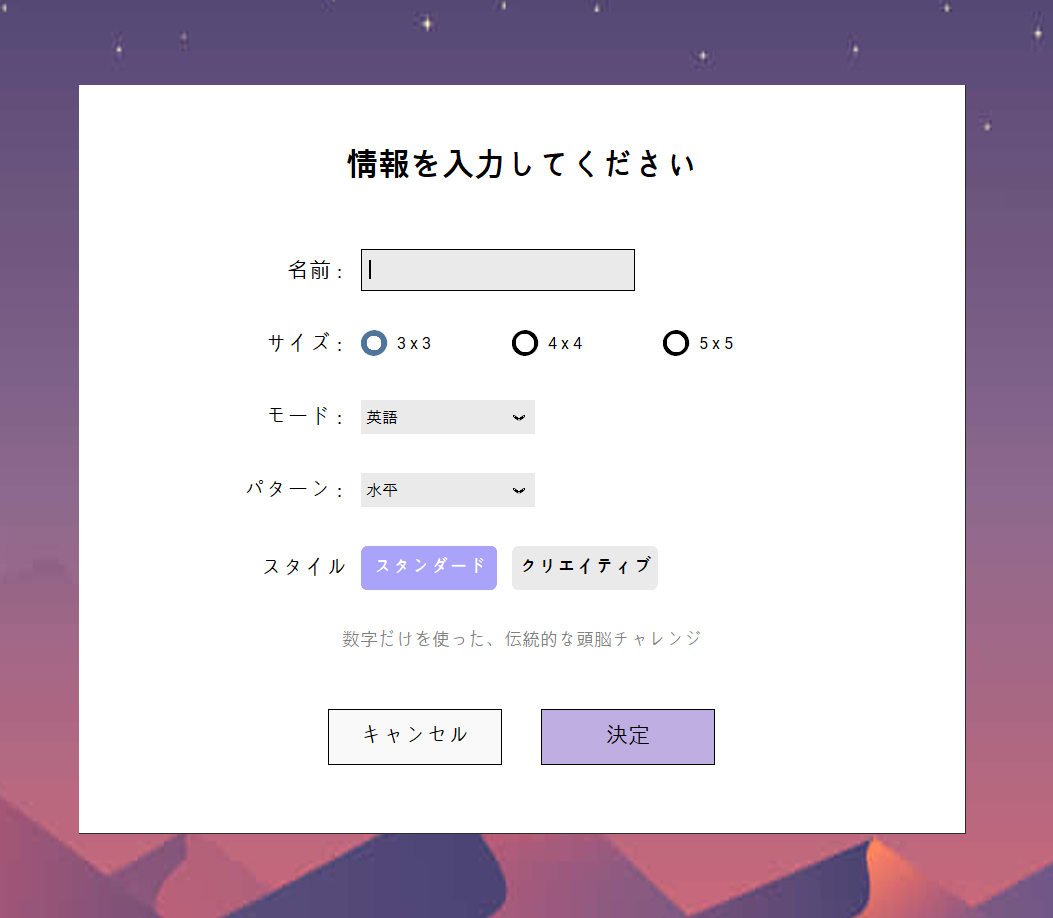 情報を入力してください
名前 :
サイズ : 3 x 3 4 x 4 5 x 5
モード : 英語
パターン : 水平
スタイル スタンダード クリエイティブ
数字だけを使った、伝統的な頭脳チャレンジ
キャンセル 決定